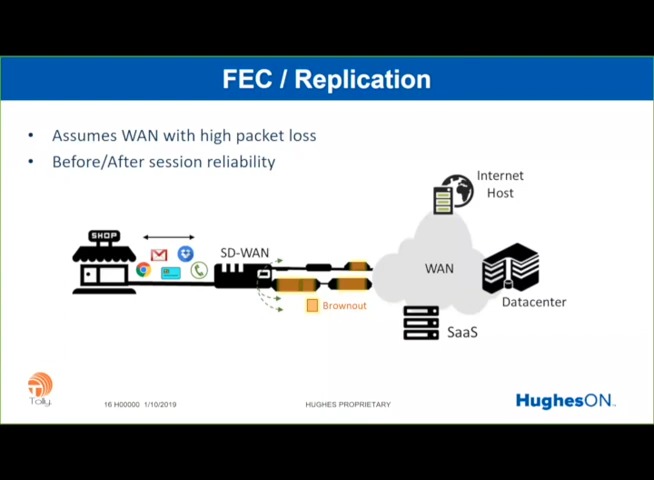 FEC / Replication
• Assumes WAN with high packet loss
• Before/After session reliability
Internet
Host
SHOP
SD-WAN
WAN
Datacenter
Brownout
SaaS
Tolly
16 H00000 1/10/2019
HUGHES PROPRIETARY
HughesON